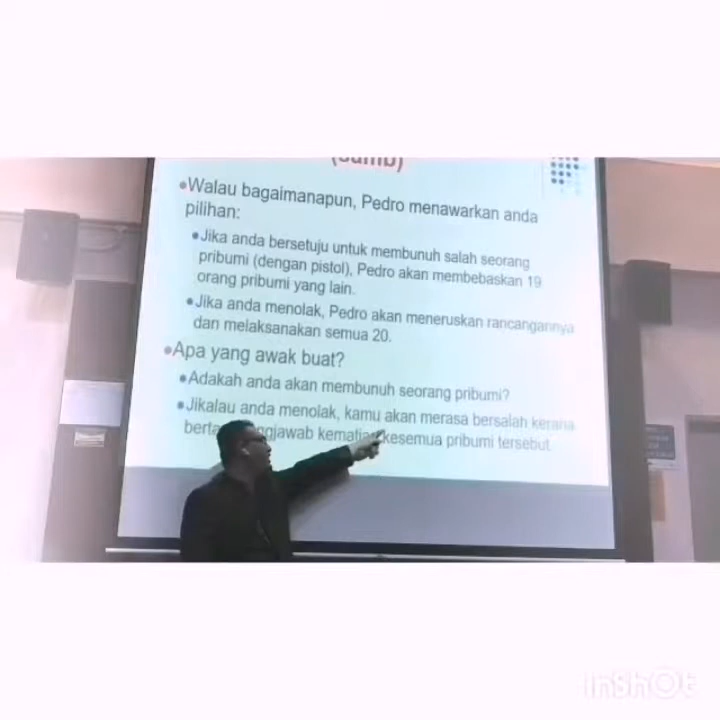 (Samb)
•Walau bagaimanapun, Pedro menawarkan anda
pilihan:
•Jika anda bersetuju untuk membunuh salah seorang
pribumi (dengan pistol), Pedro akan membebaskan 19
orang pribumi yang lain.
•Jika anda menolak, Pedro akan meneruskan rancangannya
dan melaksanakan semua 20.
•Apa yang awak buat?
•Adakah anda akan membunuh seorang pribumi?
•Jikalau anda menolak, kamu akan merasa bersalah kerana
kesemua pribumi tersebut.
InShOt